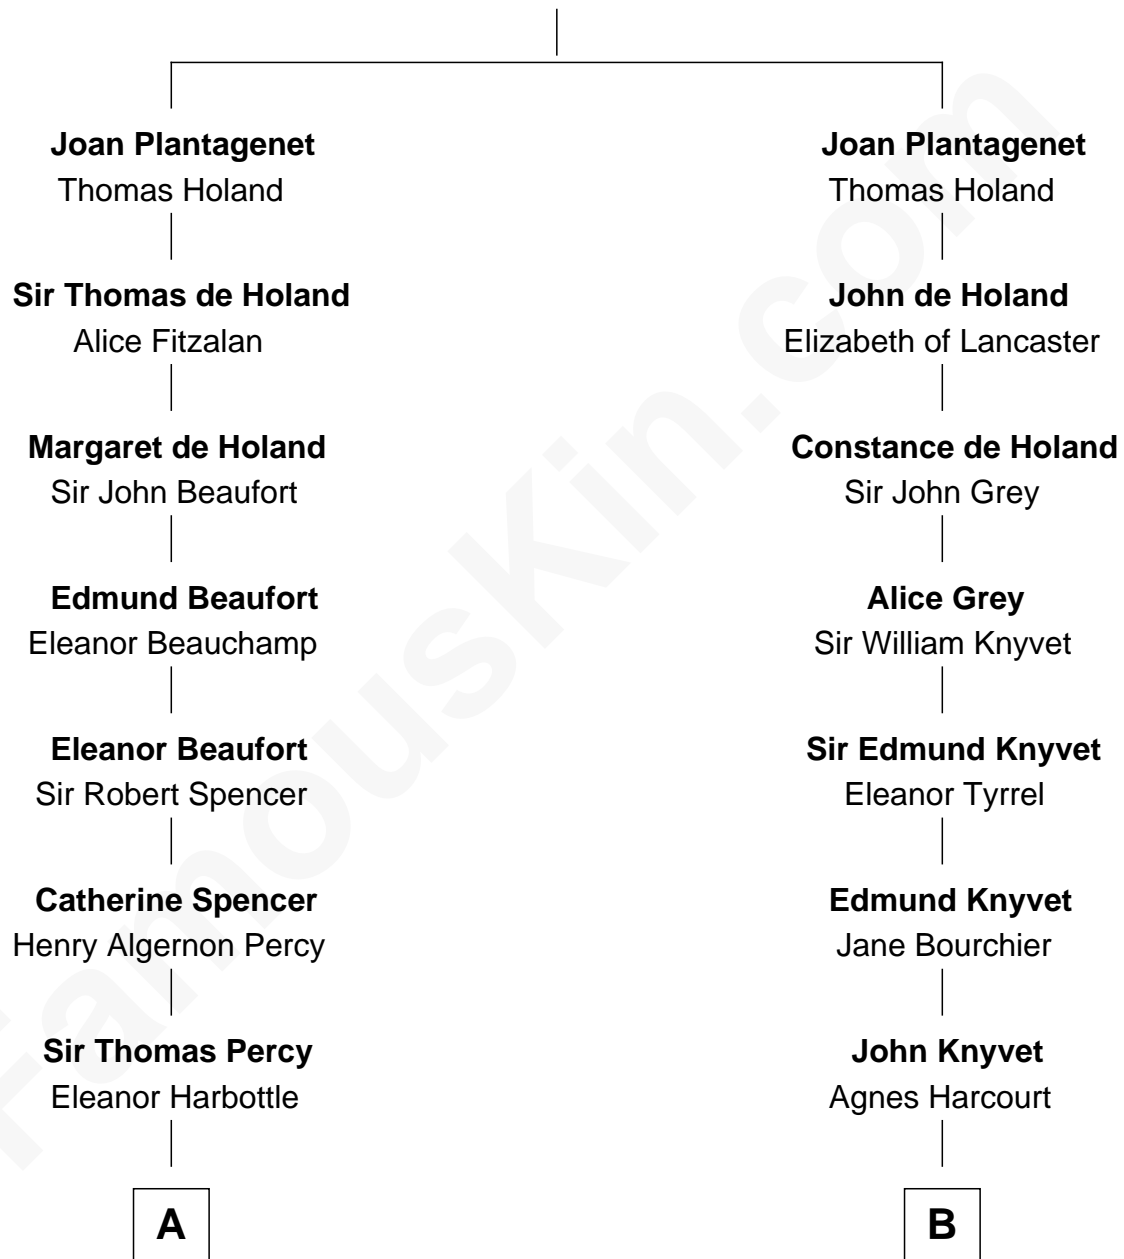 Joan Plantagenet
Thomas Holand
Sir Thomas de Holand
Alice Fitzalan
Margaret de Holand
Sir John Beaufort
Edmund Beaufort
Eleanor Beauchamp
Eleanor Beaufort
Sir Robert Spencer
Catherine Spencer
Henry Algernon Percy
Sir Thomas Percy
Eleanor Harbottle
A
Joan Plantagenet
Thomas Holand
John de Holand
Elizabeth of Lancaster
Constance de Holand
Sir John Grey
Alice Grey
Sir William Knyvet
Sir Edmund Knyvet
Eleanor Tyrrel
Edmund Knyvet
Jane Bourchier
John Knyvet
Agnes Harcourt
B
FamousKin.com